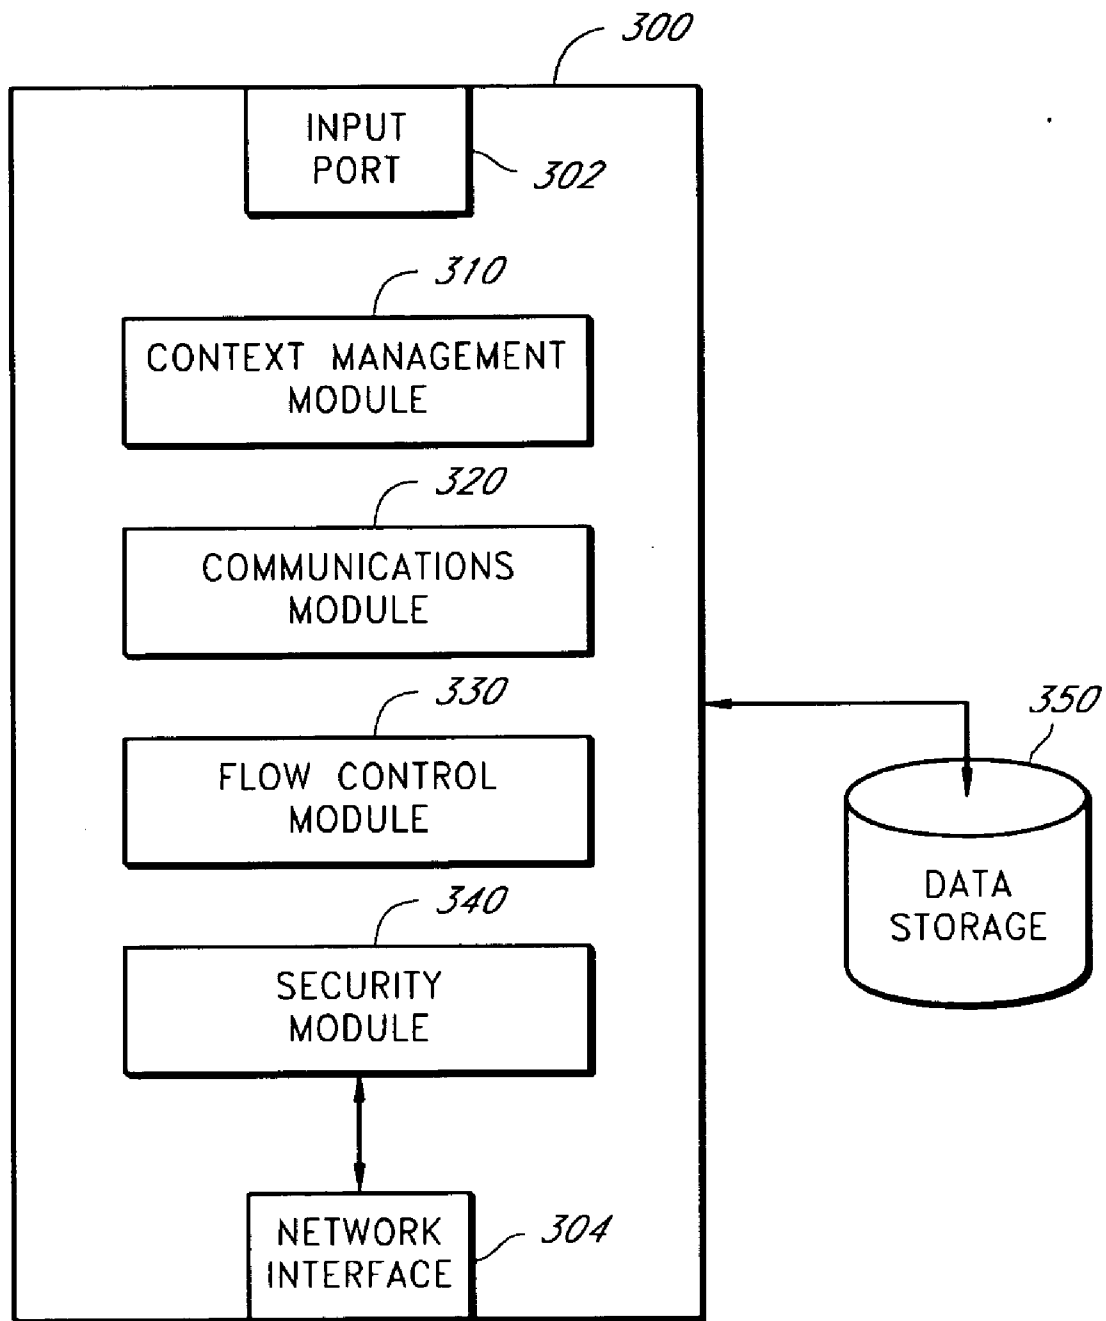 300
INPUT
PORT
302
310
CONTEXT MANAGEMENT
MODULE
320
COMMUNICATIONS
MODULE
330
FLOW CONTROL
MODULE
350
DATA
STORAGE
340
SECURITY
MODULE
NETWORK
INTERFACE
304